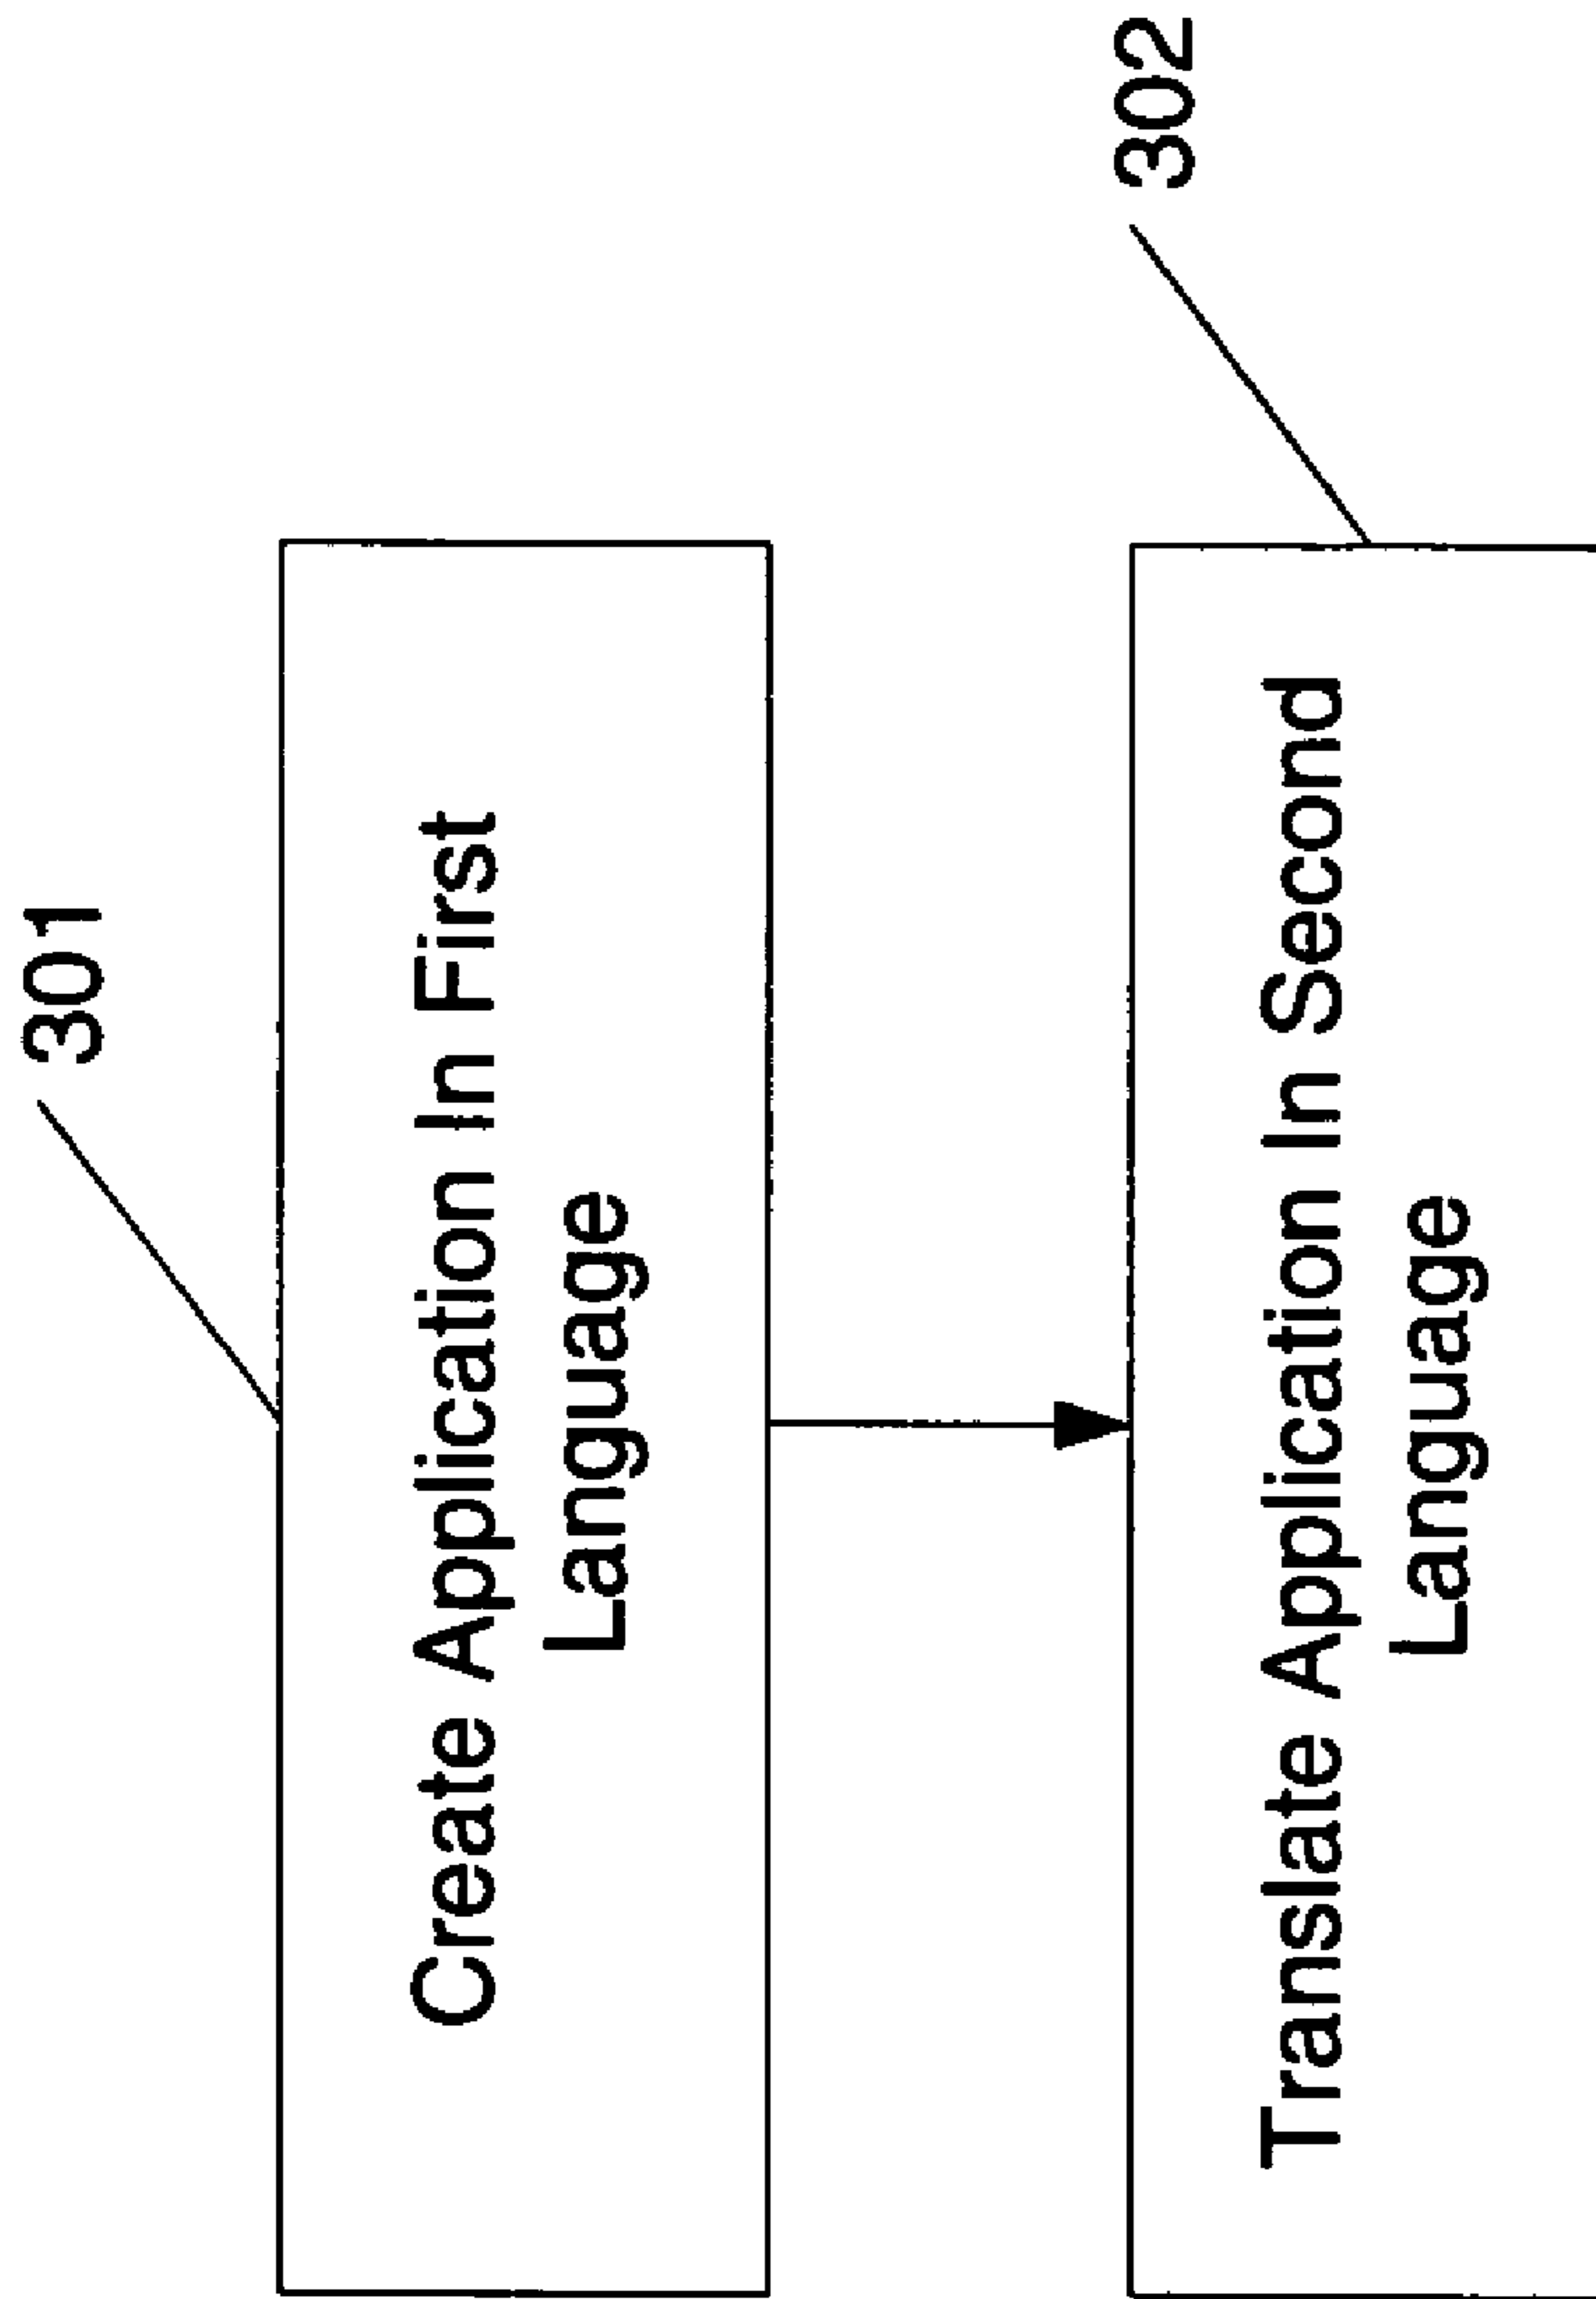 301
Create Application In First
Language
302
Translate Application In Second
Language